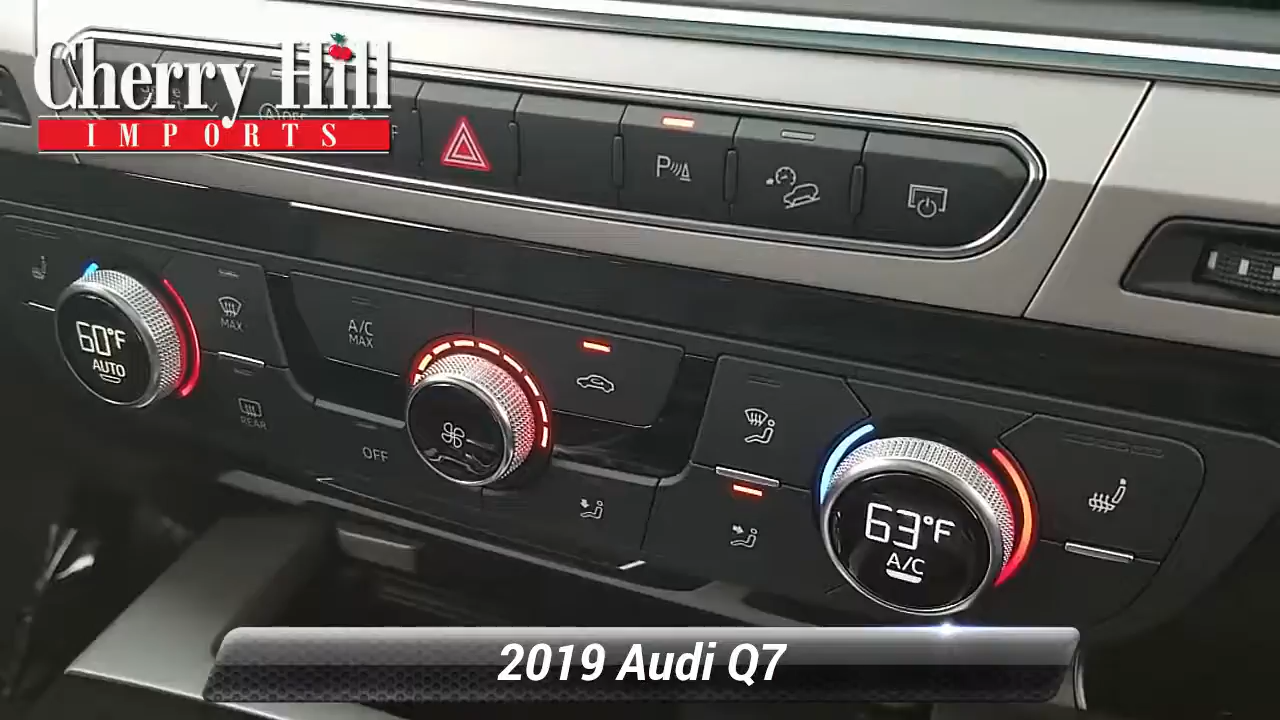 Cherry Hill
IMPORTS
P
60°F
AUTO
MAX
A/C
MAX
REAR
OFF
63°F
A/C
2019 Audi Q7